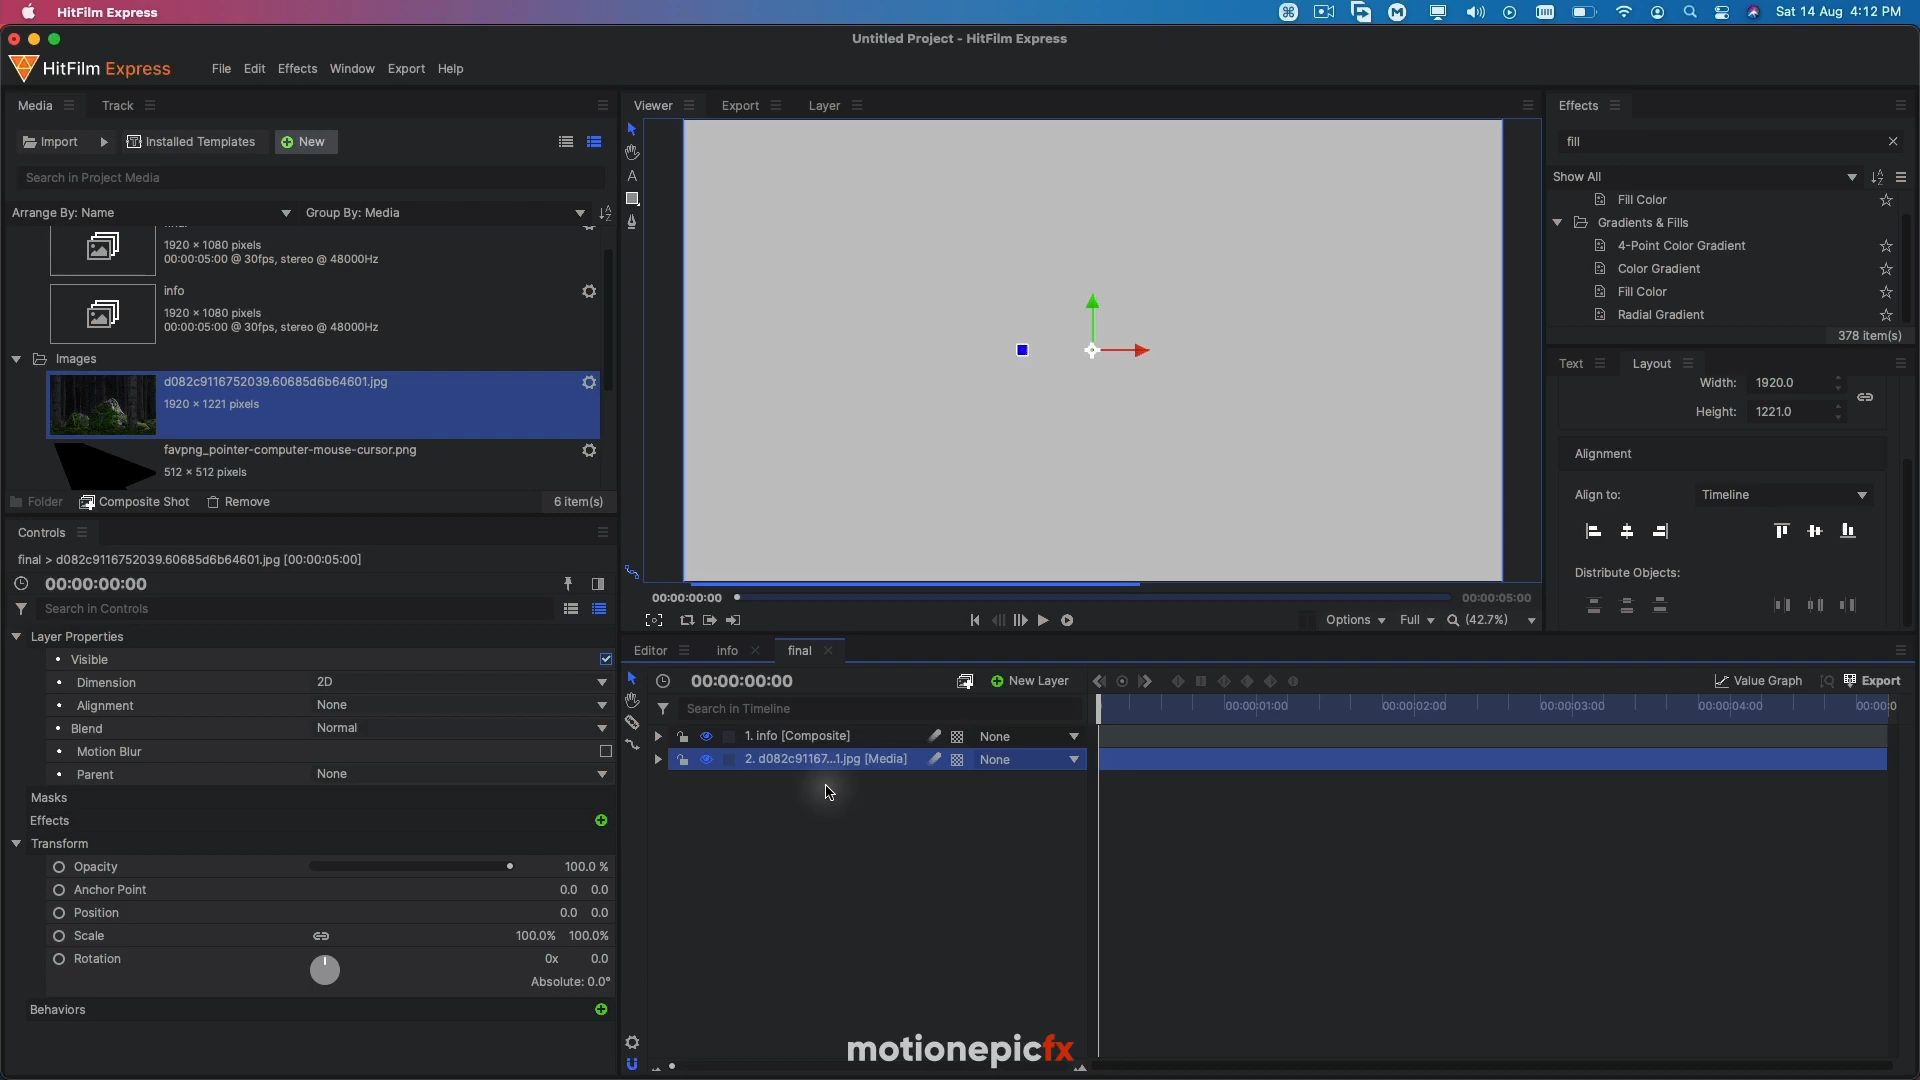 HitFilm Express
Sat 14 Aug 4:12 PM
Untitled Project - HitFilm Express
HitFilm Express
File Edit Effects Window Export Help
Media Track
Import Installed Templates New
Search in Project Media
Arrange By: Name Group By: Media
1920 × 1080 pixels
00:00:05:00 @ 30fps, stereo @ 48000Hz
info
1920 × 1080 pixels
00:00:05:00 @ 30fps, stereo @ 48000Hz
Images
d082c9116752039.60685d6b64601.jpg
1920 × 1221 pixels
favpng_pointer-computer-mouse-cursor.png
512 × 512 pixels
Folder Composite Shot Remove 6 item(s)
Controls
final > d082c9116752039.60685d6b64601.jpg [00:00:05:00]
00:00:00:00
Search in Controls
Layer Properties
Visible
Dimension 2D
Alignment None
Blend Normal
Motion Blur
Parent None
Masks
Effects
Transform
Opacity 100.0 %
Anchor Point 0.0 0.0
Position 0.0 0.0
Scale 100.0% 100.0%
Rotation 0x 0.0
Absolute: 0.0°
Behaviors
Viewer Export Layer
A
00:00:00:00 00:00:05:00
Options Full (42.7%)
Editor info final
00:00:00:00 New Layer Value Graph Export
Search in Timeline
00:00:01:00 00:00:02:00 00:00:03:00 00:00:04:00 00:00:0
1. info [Composite] None
2. d082c91167...1.jpg [Media] None
motionepicfx
Effects
fill
Show All
Fill Color
Gradients & Fills
4-Point Color Gradient
Color Gradient
Fill Color
Radial Gradient
378 item(s)
Text Layout
Width: 1920.0
Height: 1221.0
Alignment
Align to: Timeline
Distribute Objects: